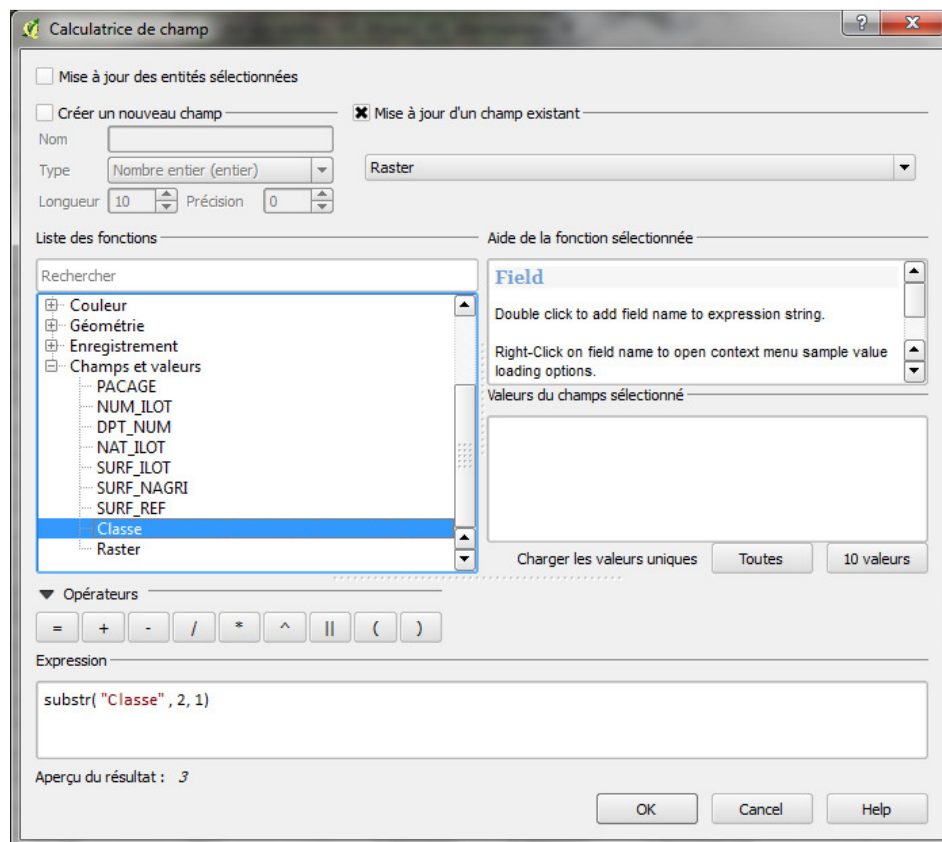 Calculatrice de champ
Mise à jour des entités sélectionnées
Créer un nouveau champ
Mise à jour d'un champ existant
Nom
Type Nombre entier (entier)
Raster
Longueur 10 Précision 0
Liste des fonctions
Aide de la fonction sélectionnée
Rechercher
Field
Couleur
Géométrie
Enregistrement
Champs et valeurs
PACAGE
NUM_ILOT
DPT_NUM
NAT_ILOT
SURF_ILOT
SURF_NAGRI
SURF_REF
Classe
Raster
Double click to add field name to expression string.
Right-Click on field name to open context menu sample value
loading options.
Valeurs du champs sélectionné
Charger les valeurs uniques Toutes 10 valeurs
Opérateurs
= + - / * ^ || ( )
Expression
substr( "Classe" , 2, 1)
Aperçu du résultat : 3
OK Cancel Help